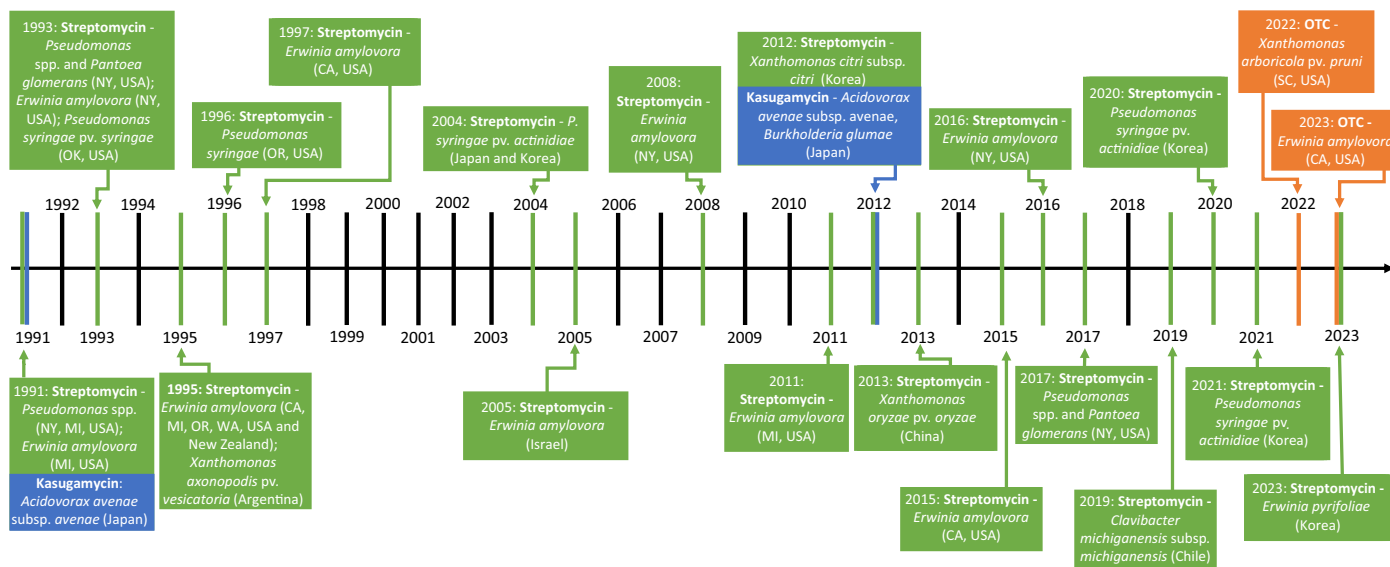 1993: Streptomycin -
Pseudomonas
spp. and Pantoea
glomerans (NY, USA);
Erwinia amylovora (NY,
USA); Pseudomonas
syringae pv. syringae
(OK, USA)
1997: Streptomycin -
Erwinia amylovora
(CA, USA)
1996: Streptomycin -
Pseudomonas
syringae (OR, USA)
2004: Streptomycin - P.
syringae pv. actinidiae
(Japan and Korea)
2008:
Streptomycin -
Erwinia
amylovora
(NY, USA)
2012: Streptomycin -
Xanthomonas citri subsp.
citri (Korea)
Kasugamycin - Acidovorax
avenae subsp. avenae,
Burkholderia glumae
(Japan)
2016: Streptomycin -
Erwinia amylovora
(NY, USA)
2020: Streptomycin -
Pseudomonas
syringae pv.
actinidiae (Korea)
2022: OTC -
Xanthomonas
arboricola pv. pruni
(SC, USA)
2023: OTC -
Erwinia amylovora
(CA, USA)
1992 1994 1996 1998 2000 2002 2004 2006 2008 2010 2012 2014 2016 2018 2020 2022
1991 1993 1995 1997 1999 2001 2003 2005 2007 2009 2011 2013 2015 2017 2019 2021 2023
1991: Streptomycin -
Pseudomonas spp.
(NY, MI, USA);
Erwinia amylovora
(MI, USA)
Kasugamycin:
Acidovorax avenae
subsp. avenae (Japan)
1995: Streptomycin -
Erwinia amylovora (CA,
MI, OR, WA, USA and
New Zealand);
Xanthomonas
axonopodis pv.
vesicatoria (Argentina)
2005: Streptomycin -
Erwinia amylovora
(Israel)
2011:
Streptomycin -
Erwinia amylovora
(MI, USA)
2013: Streptomycin -
Xanthomonas
oryzae pv. oryzae
(China)
2015: Streptomycin -
Erwinia amylovora
(CA, USA)
2017: Streptomycin -
Pseudomonas
spp. and Pantoea
glomerans (NY, USA)
2019: Streptomycin -
Clavibacter
michiganensis subsp.
michiganensis (Chile)
2021: Streptomycin -
Pseudomonas
syringae pv.
actinidiae (Korea)
2023: Streptomycin -
Erwinia pyrifoliae
(Korea)